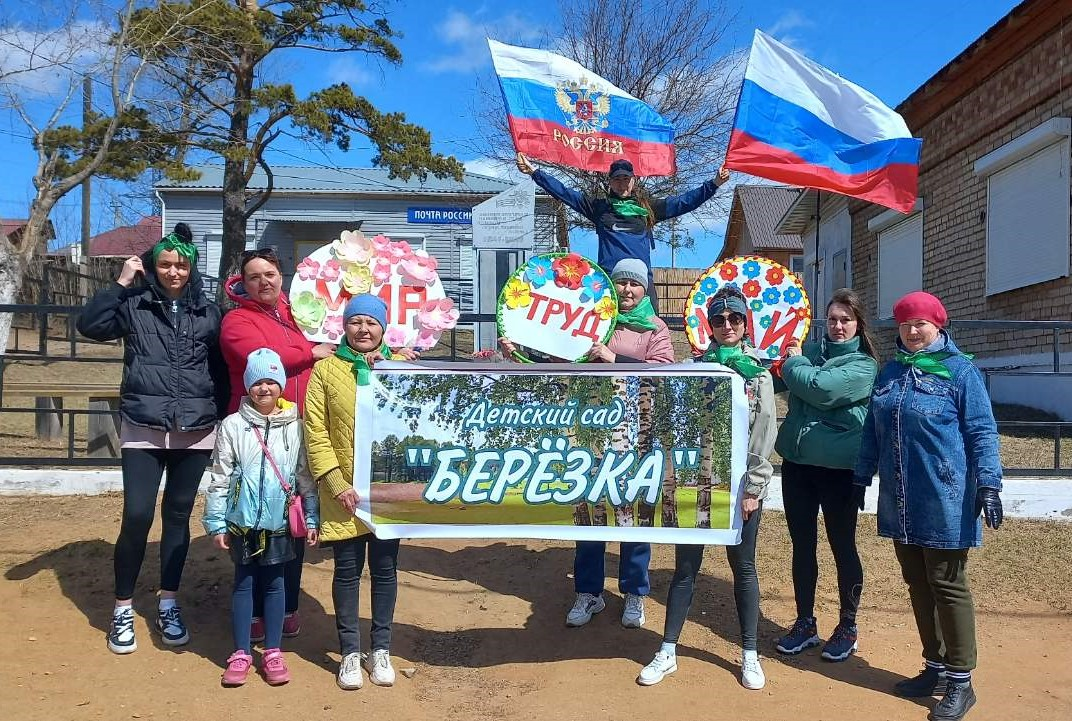 РОССИЯ
ПОЧТА РОССИИ
МИР
ТРУД
МАЙ
Детский сад
"БЕРЁЗКА"